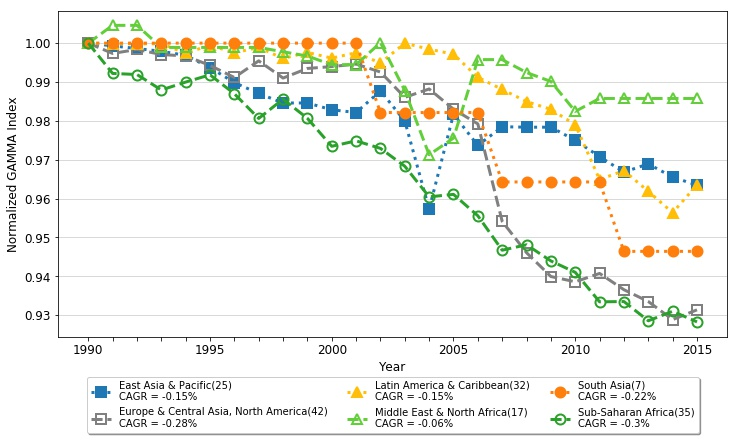 1.00
0.99
0.98
0.97
0.96
0.95
0.94
0.93
Normalized GAMMA Index
1990
1995
2000
2005
2010
2015
Year
East Asia & Pacific(25)
CAGR = -0.15%
Europe & Central Asia, North America(42)
CAGR = -0.28%
Latin America & Caribbean(32)
CAGR = -0.15%
Middle East & North Africa(17)
CAGR = -0.06%
South Asia(7)
CAGR = -0.22%
Sub-Saharan Africa(35)
CAGR = -0.3%